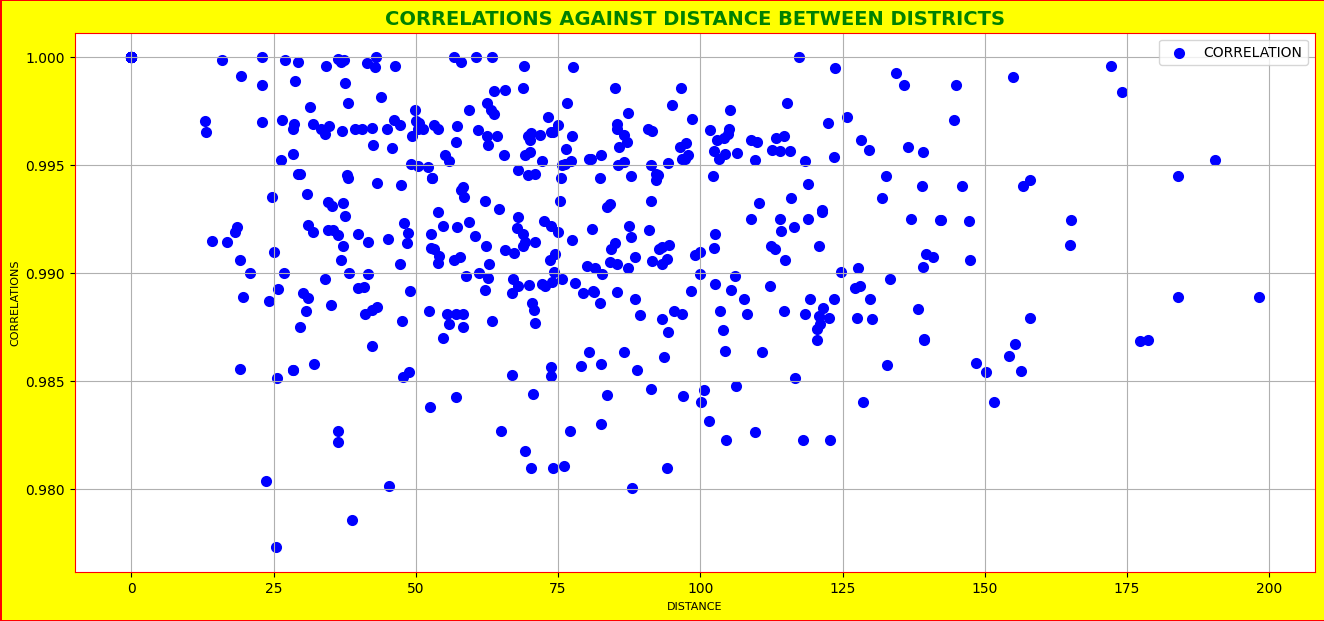 CORRELATIONS AGAINST DISTANCE BETWEEN DISTRICTS
CORRELATION
1.000
0.995
0.990
0.985
0.980
CORRELATIONS
0 25 50 75 100 125 150 175 200
DISTANCE